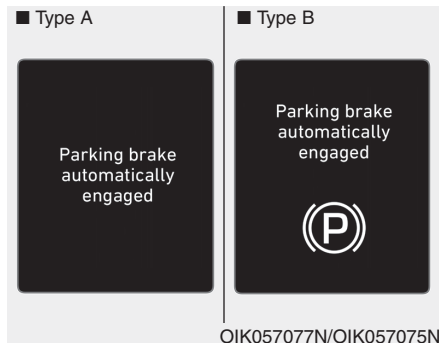 ■ Type A
■ Type B
Parking brake
automatically
engaged
Parking brake
automatically
engaged
P
OIK057077N/OIK057075N